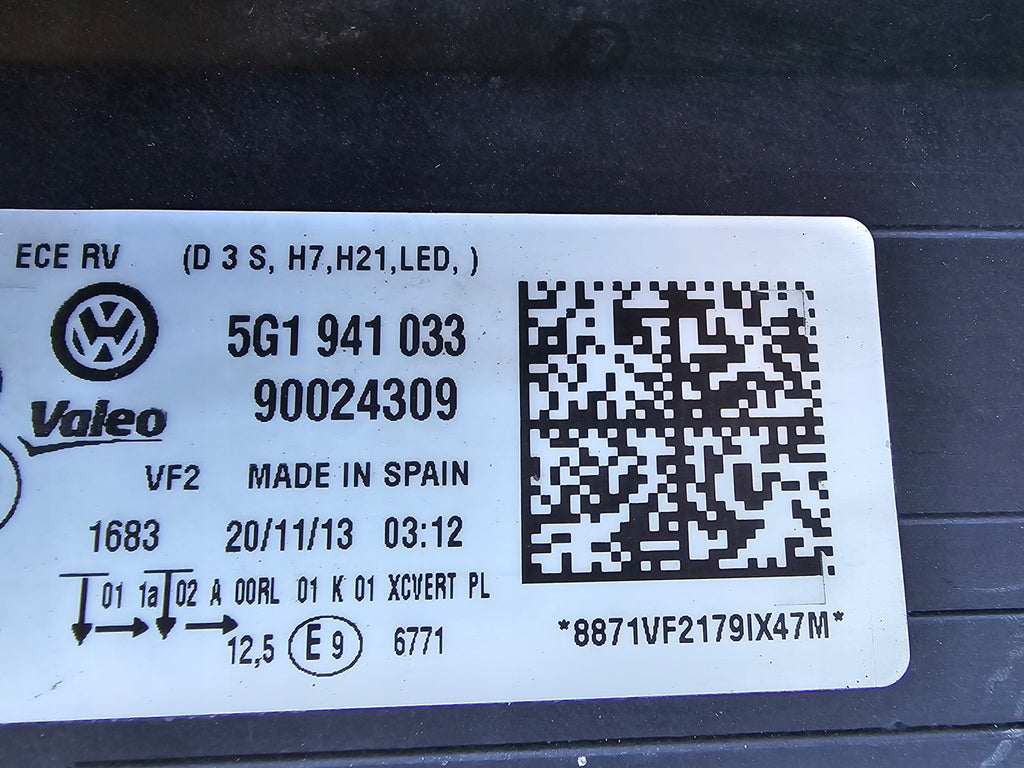 ECE RV (D 3 S, H7,H21,LED, )
5G1 941 033
90024309
Valeo
VF2 MADE IN SPAIN
1683 20/11/13 03:12
01 1a 02 A 00RL 01 K 01 XCVERT PL
12,5 E 9 6771
*8871VF2179IX47M*